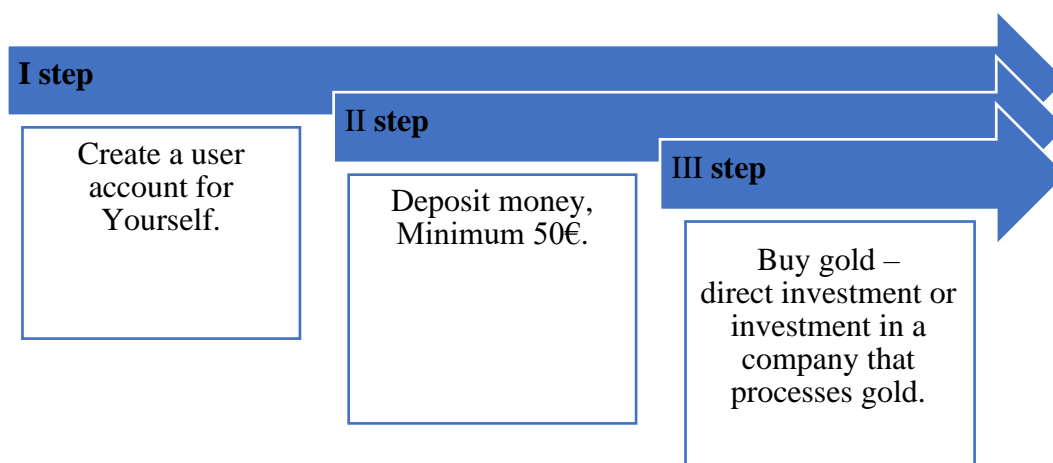 I step
Create a user
account for
Yourself.
II step
Deposit money,
Minimum 50€.
III step
Buy gold –
direct investment or
investment in a
company that
processes gold.